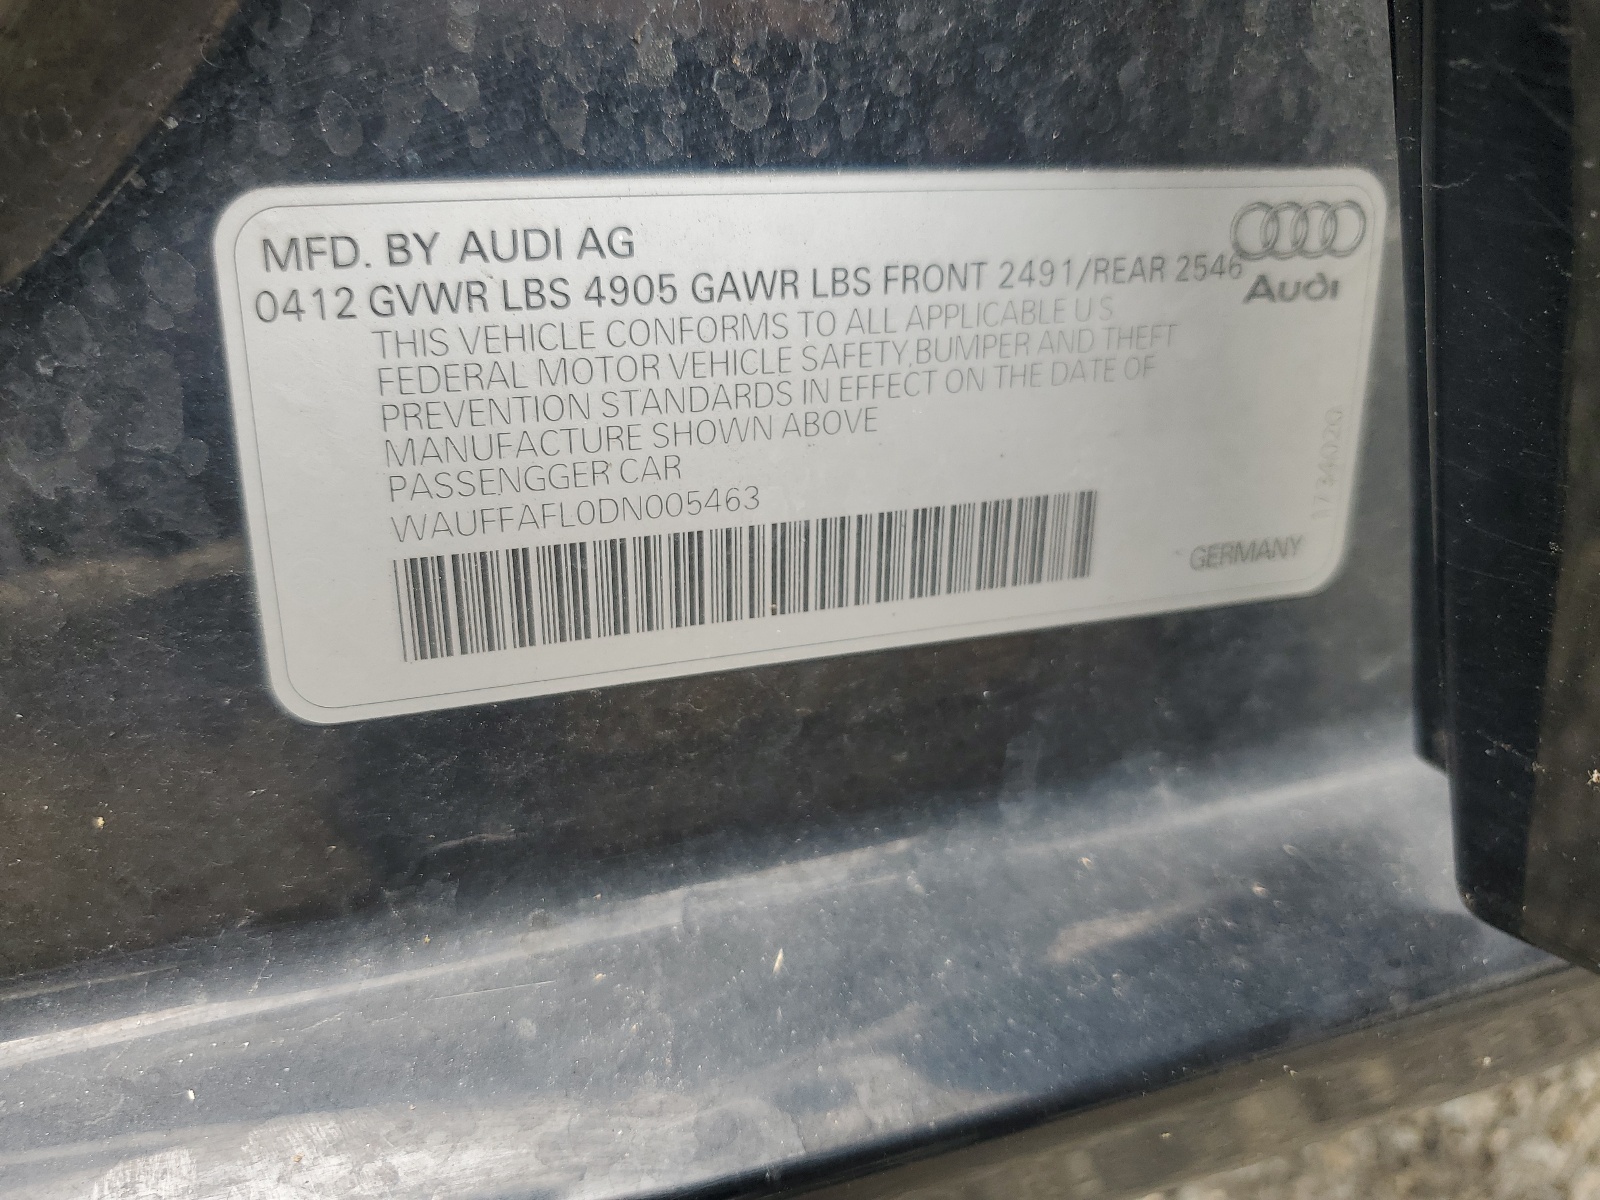 MFD. BY AUDI AG
0412 GVWR LBS 4905 GAWR LBS FRONT 2491/REAR 2546
Audi
THIS VEHICLE CONFORMS TO ALL APPLICABLE U S
FEDERAL MOTOR VEHICLE SAFETY,BUMPER AND THEFT
PREVENTION STANDARDS IN EFFECT ON THE DATE OF
MANUFACTURE SHOWN ABOVE
PASSENGGER CAR
WAUFFAFL0DN005463
GERMANY